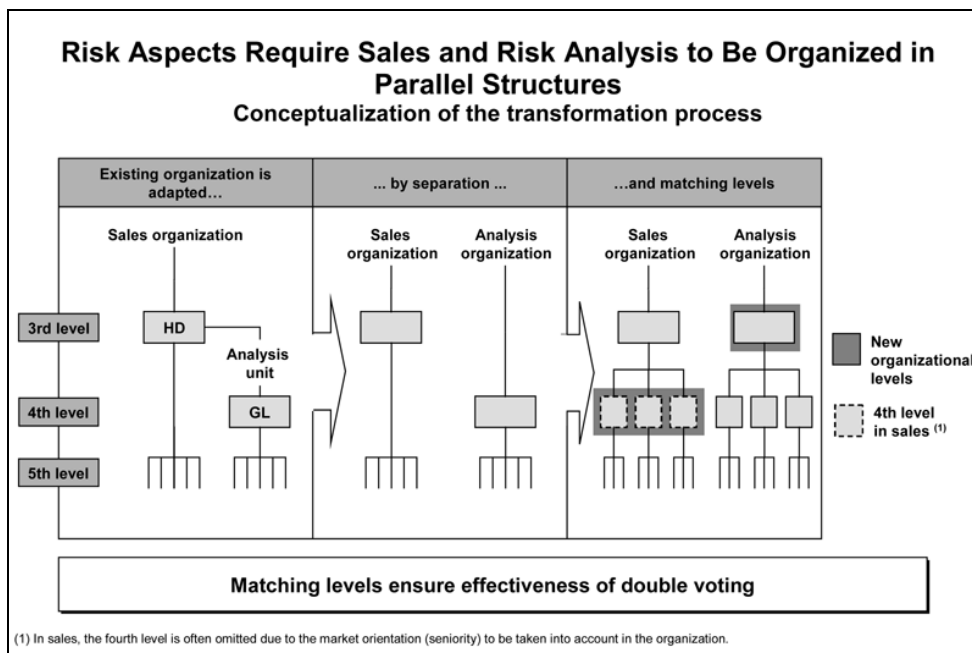 Risk Aspects Require Sales and Risk Analysis to Be Organized in
Parallel Structures
Conceptualization of the transformation process
Existing organization is
adapted…
... by separation ...
…and matching levels
Sales organization
Sales
organization
Analysis
organization
Sales
organization
Analysis
organization
3rd level
HD
Analysis
unit
New
organizational
levels
4th level
GL
4th level
in sales (1)
5th level
Matching levels ensure effectiveness of double voting
(1) In sales, the fourth level is often omitted due to the market orientation (seniority) to be taken into account in the organization.